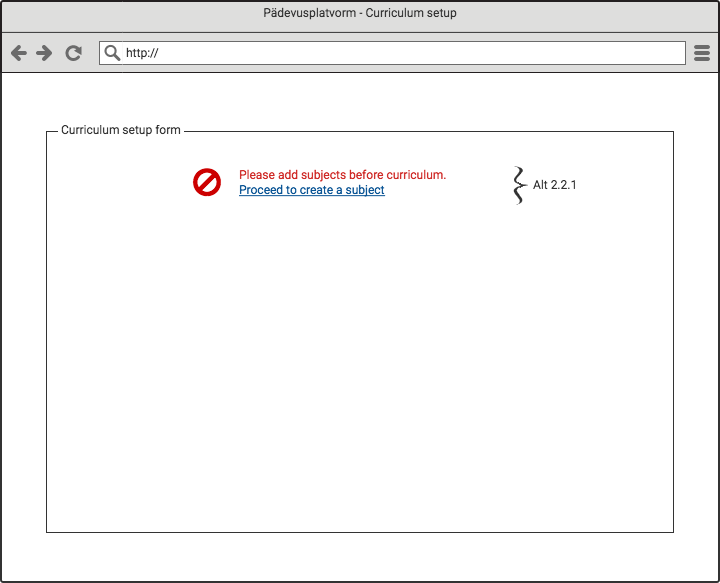 Pädevusplatvorm - Curriculum setup
http://
Curriculum setup form
Please add subjects before curriculum.
Proceed to create a subject
Alt 2.2.1